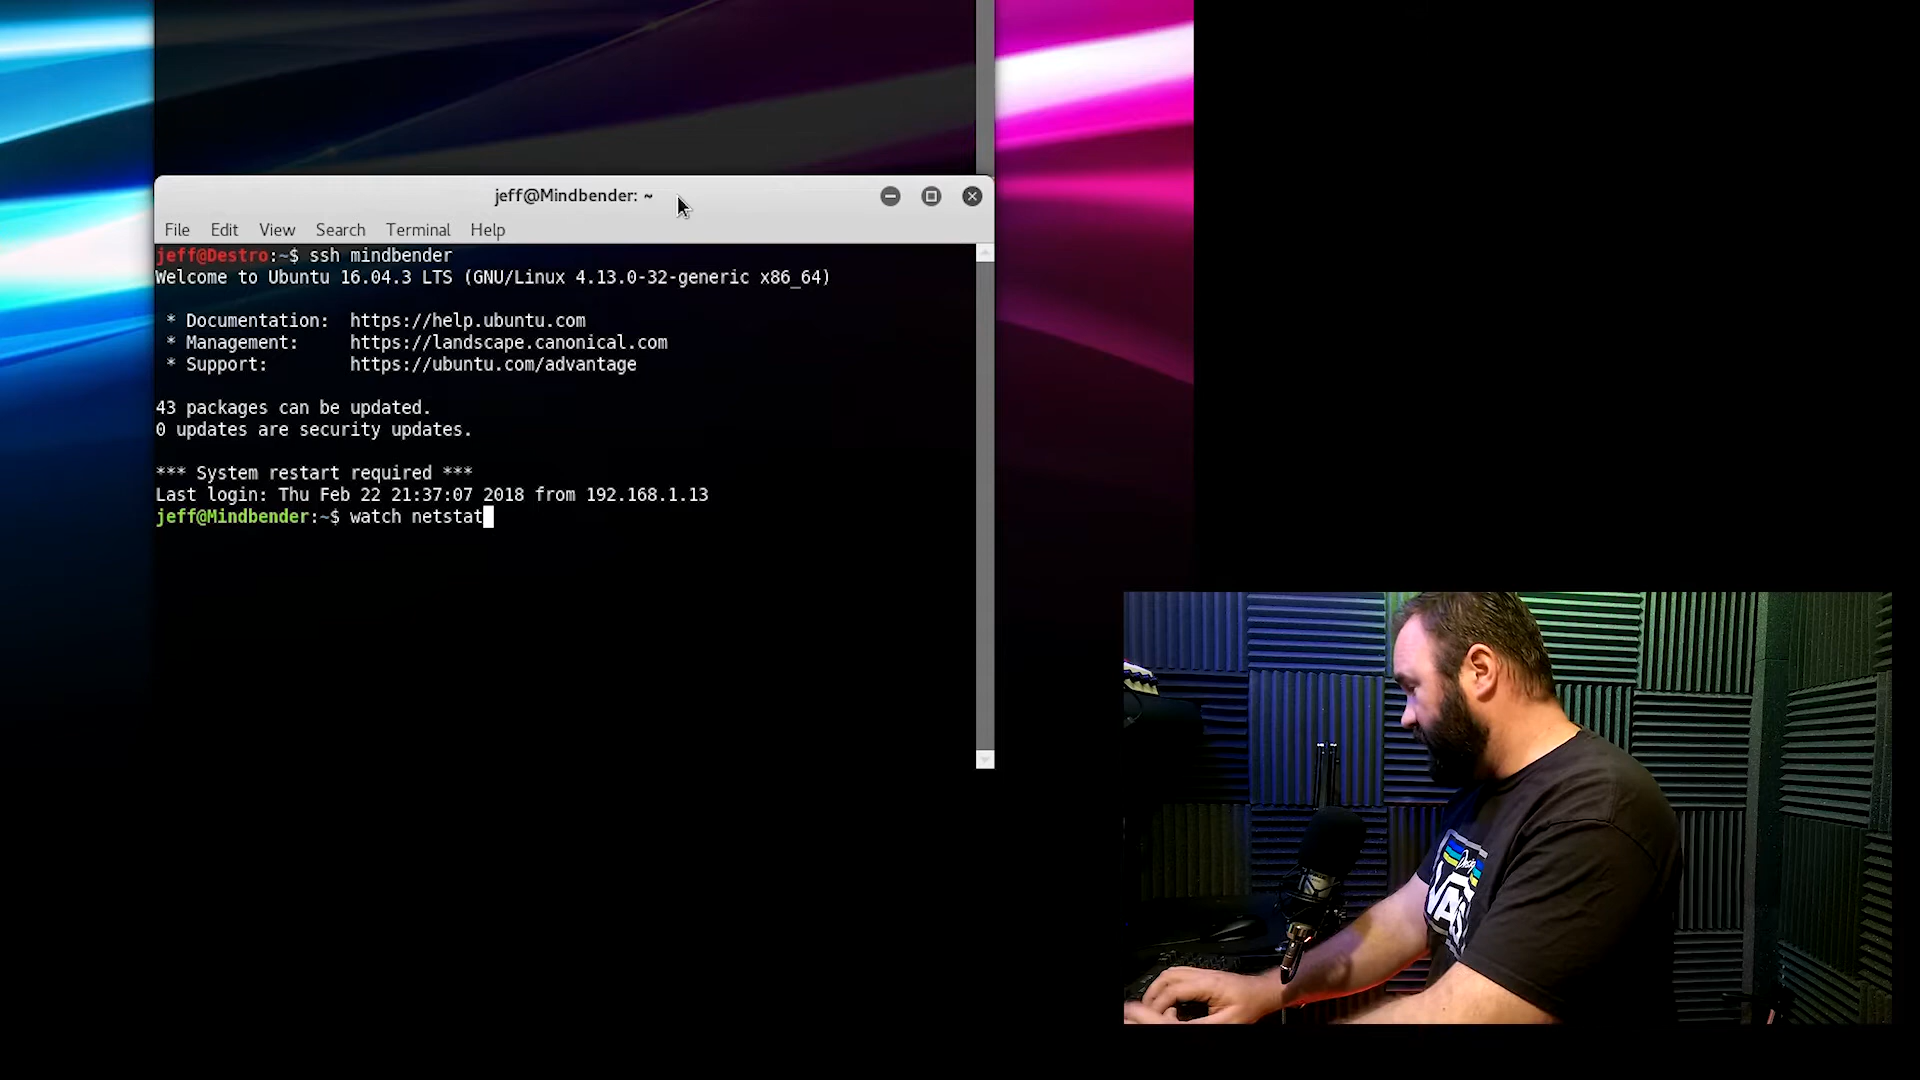 jeff@Mindbender: ~
File Edit View Search Terminal Help
jeff@Destro:~$ ssh mindbender
Welcome to Ubuntu 16.04.3 LTS (GNU/Linux 4.13.0-32-generic x86_64)
* Documentation: https://help.ubuntu.com
* Management: https://landscape.canonical.com
* Support: https://ubuntu.com/advantage
43 packages can be updated.
0 updates are security updates.
*** System restart required ***
Last login: Thu Feb 22 21:37:07 2018 from 192.168.1.13
jeff@Mindbender:~$ watch netstat